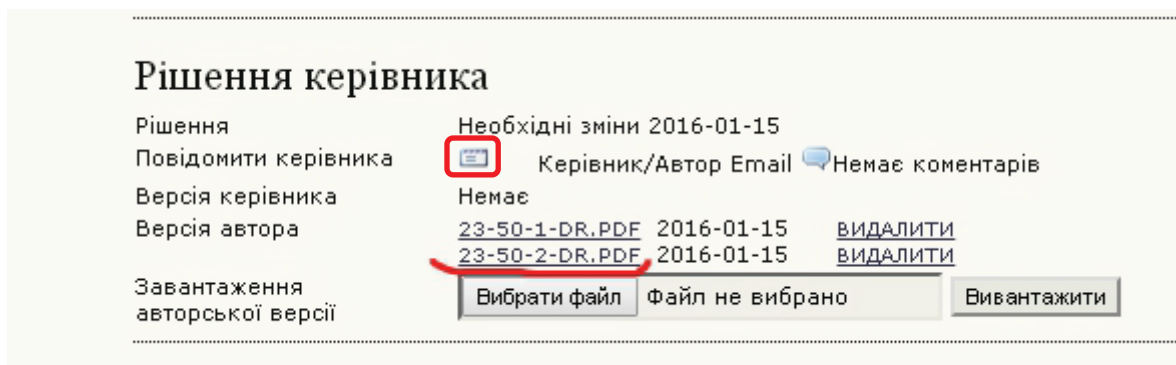 Рішення керівника
Рішення Необхідні зміни 2016-01-15
Повідомити керівника Керівник/Автор Email Немає коментарів
Версія керівника Немає
Версія автора 23-50-1-DR.PDF 2016-01-15 ВИДАЛИТИ
23-50-2-DR.PDF 2016-01-15 ВИДАЛИТИ
Завантаження
авторської версії Вибрати файл Файл не вибрано Вивантажити